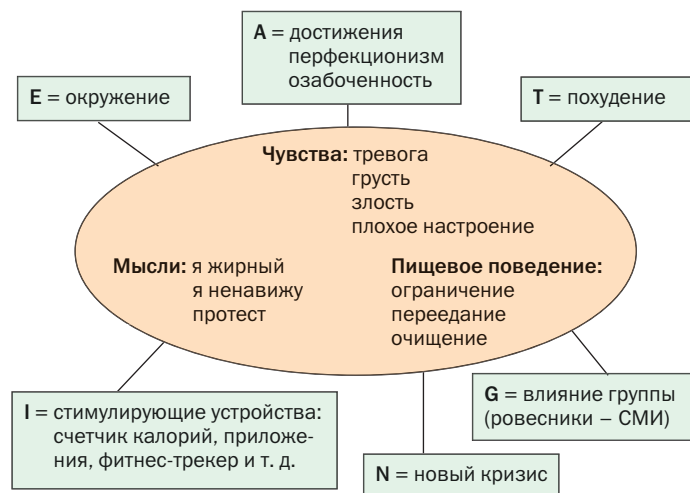 A = достижения
перфекционизм
озабоченность
E = окружение
T = похудение
Чувства: тревога
грусть
злость
плохое настроение
Мысли: я жирный
я ненавижу
протест
Пищевое поведение:
ограничение
переедание
очищение
I = стимулирующие устройства:
счетчик калорий, приложе-
ния, фитнес-трекер и т. д.
G = влияние группы
(ровесники – СМИ)
N = новый кризис